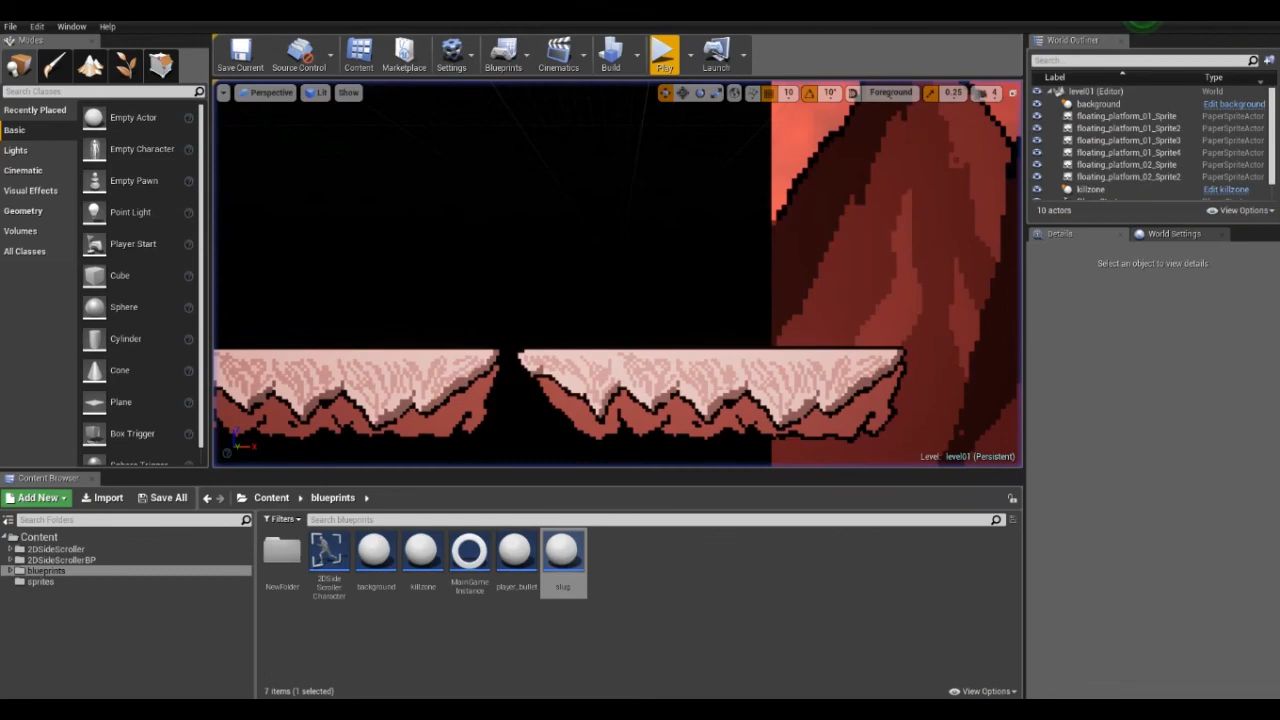 File Edit Window Help
Modes
Search Classes
Recently Placed
Basic
Lights
Cinematic
Visual Effects
Geometry
Volumes
All Classes
Empty Actor
Empty Character
Empty Pawn
Point Light
Player Start
Cube
Sphere
Cylinder
Cone
Plane
Box Trigger
Save Current Source Control Content Marketplace Settings Blueprints Cinematics Build Play Launch
Perspective Lit Show 10 10° Foreground 0.25 4
Level: level01 (Persistent)
World Outliner
Search...
Label Type
level01 (Editor) World
background Edit background
floating_platform_01_Sprite PaperSpriteActor
floating_platform_01_Sprite2 PaperSpriteActor
floating_platform_01_Sprite3 PaperSpriteActor
floating_platform_01_Sprite4 PaperSpriteActor
floating_platform_02_Sprite PaperSpriteActor
floating_platform_02_Sprite2 PaperSpriteActor
killzone Edit killzone
10 actors View Options
Details World Settings
Select an object to view details
Content Browser
Add New Import Save All Content blueprints
Search Folders
Content
2DSideScroller
2DSideScrollerBP
blueprints
sprites
Filters Search blueprints
NewFolder
2DSide
Scroller
Character
background
killzone
MainGame
Instance
player_bullet
slug
7 items (1 selected) View Options